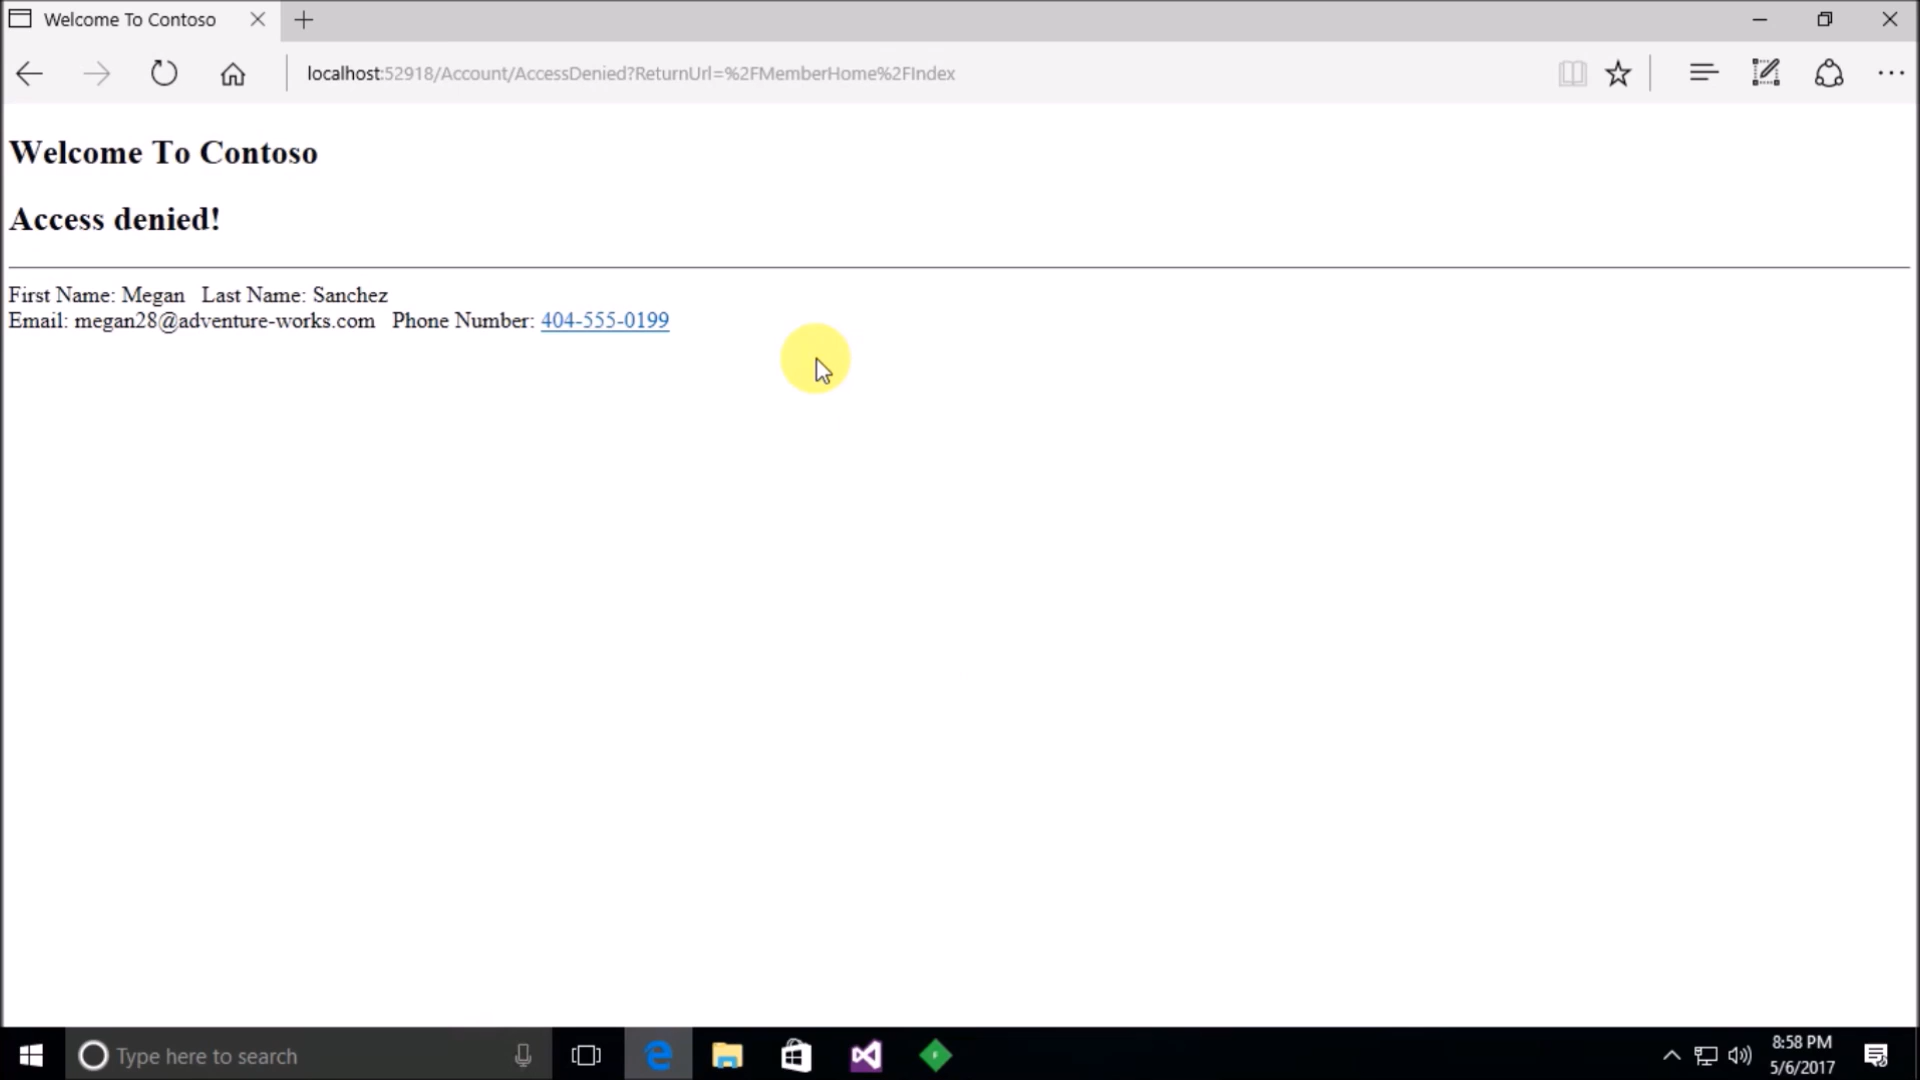 Welcome To Contoso
localhost:52918/Account/AccessDenied?ReturnUrl=%2FMemberHome%2FIndex
Welcome To Contoso
Access denied!
First Name: Megan Last Name: Sanchez
Email: megan28@adventure-works.com Phone Number: 404-555-0199
Type here to search
8:58 PM
5/6/2017